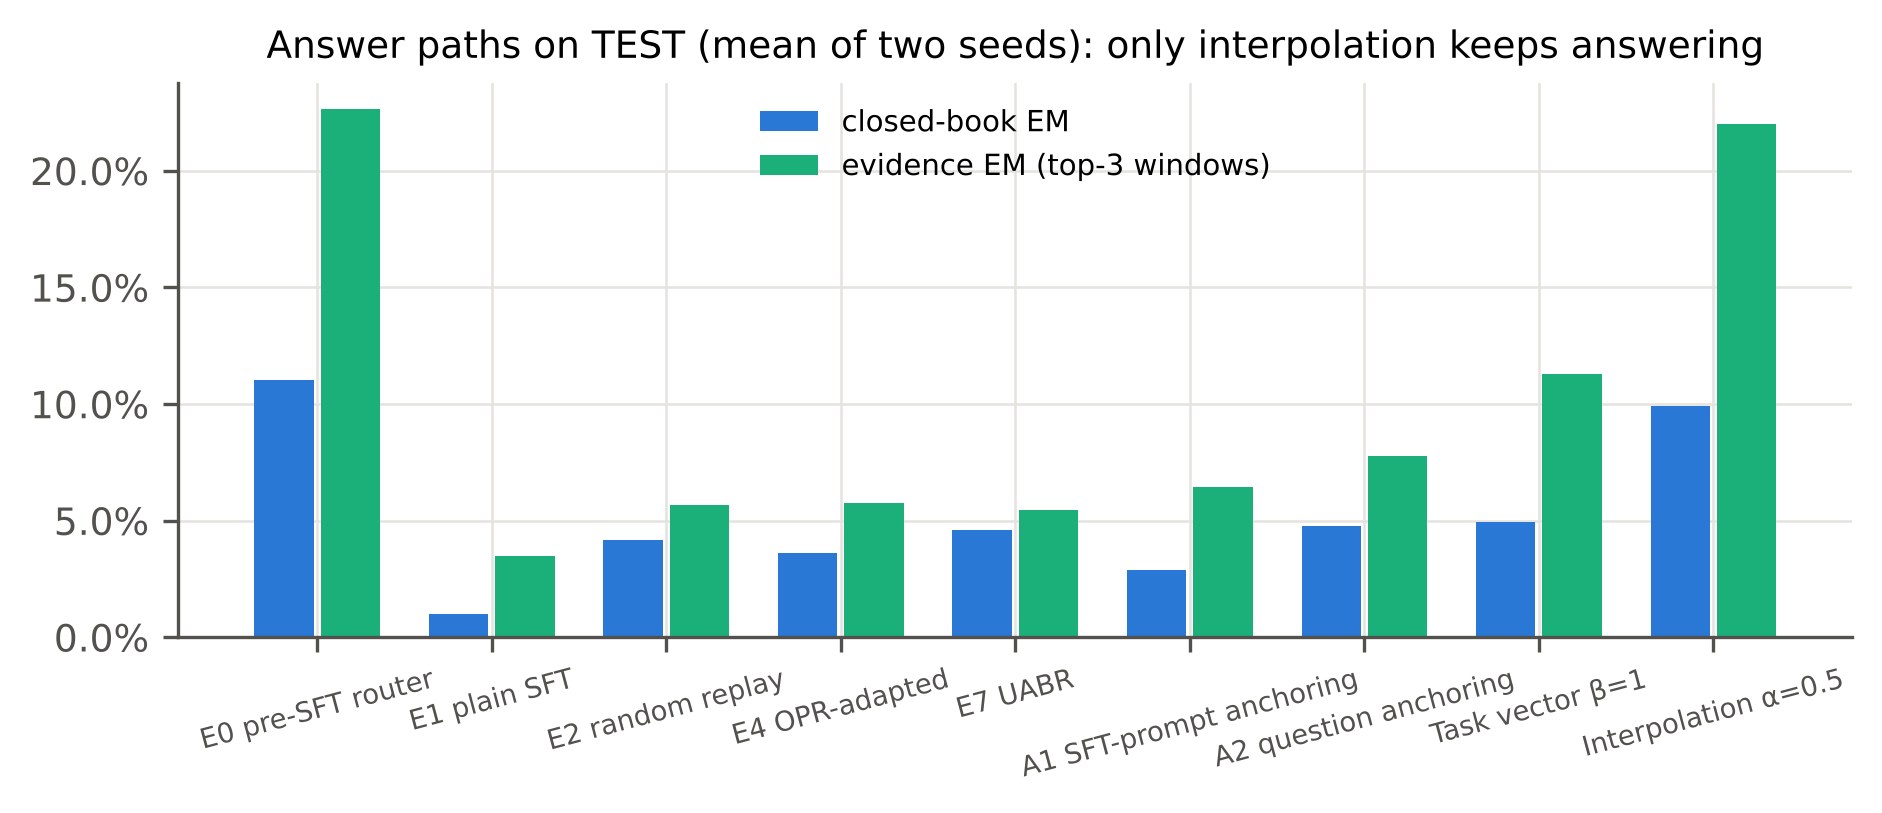 Answer paths on TEST (mean of two seeds): only interpolation keeps answering
closed-book EM
evidence EM (top-3 windows)
20.0%
15.0%
10.0%
5.0%
0.0%
E0 pre-SFT router
E1 plain SFT
E2 random replay
E4 OPR-adapted
E7 UABR
A1 SFT-prompt anchoring
A2 question anchoring
Task vector β=1
Interpolation α=0.5